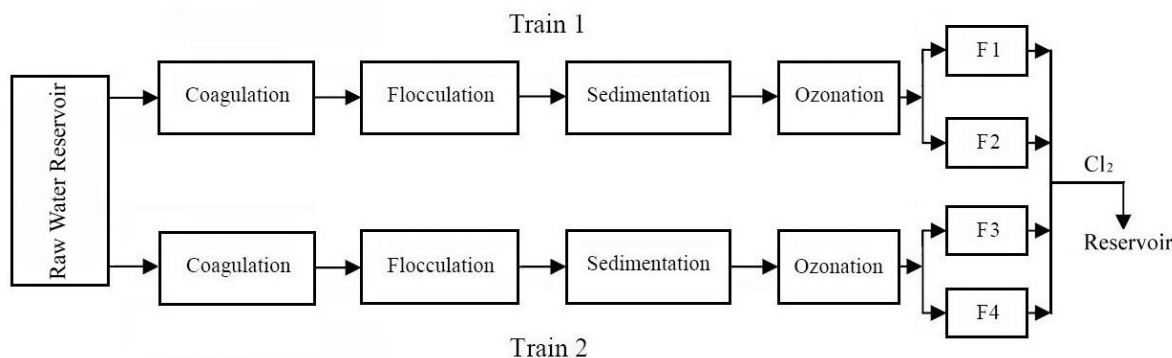 Train 1
Raw Water Reservoir
Coagulation
Flocculation
Sedimentation
Ozonation
F1
F2
Cl₂
Reservoir
Coagulation
Flocculation
Sedimentation
Ozonation
F3
F4
Train 2